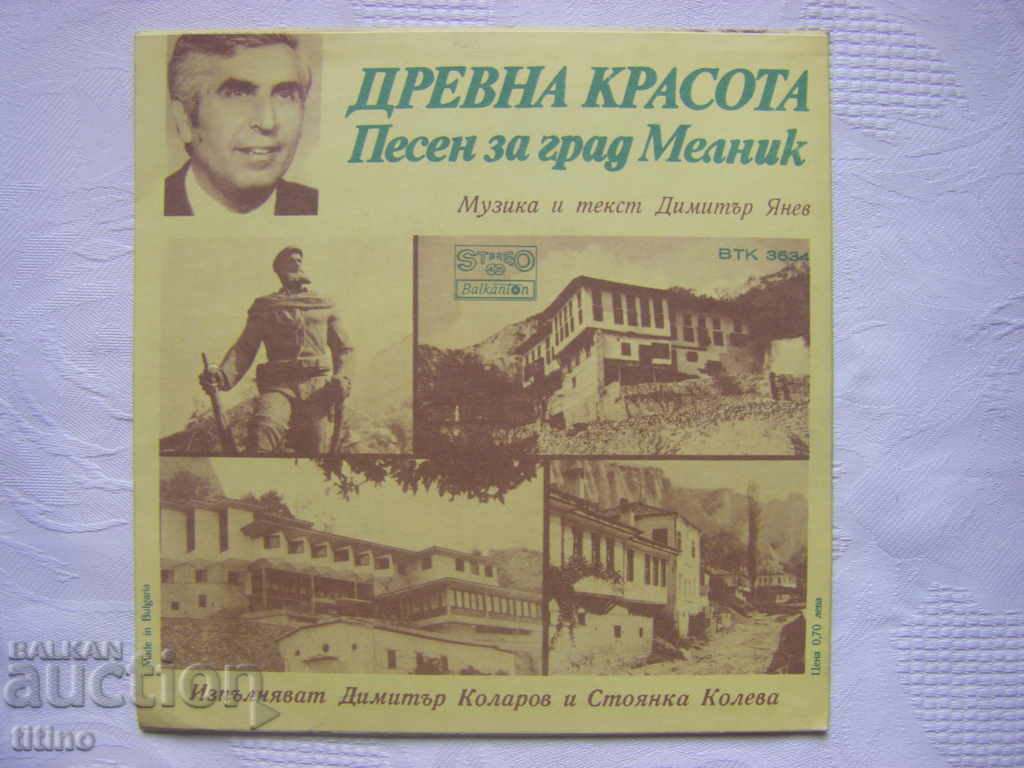 ДРЕВНА КРАСОТА
Песен за град Мелник
Музика и текст Димитър Янев
STEREO
Balkanton
ВТК 3634
Made in Bulgaria
Цена 0,70 лева
Изпълняват Димитър Коларов и Стоянка Колева
BALKAN
auction
titino